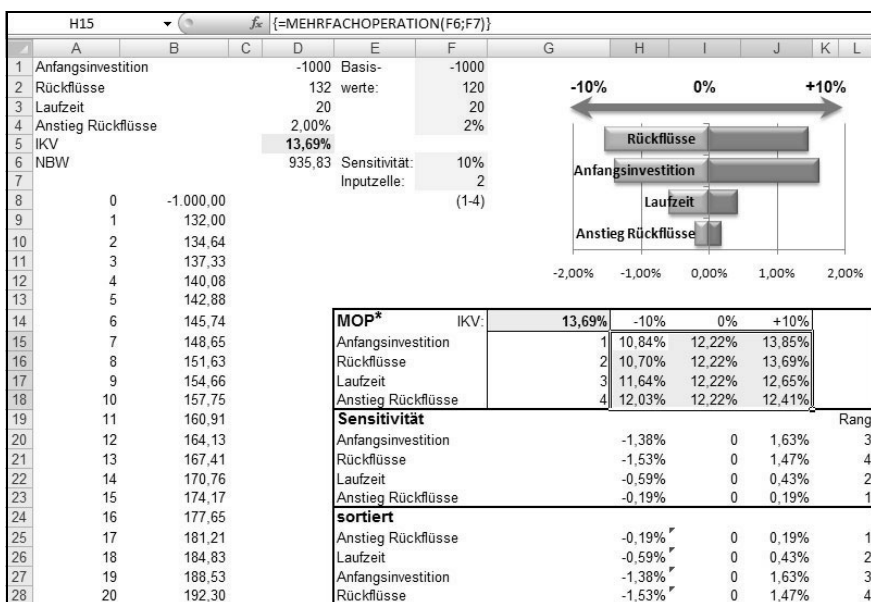 H15 fx {=MEHRFACHOPERATION(F6;F7)}
A B C D E F G H I J K L
1 Anfangsinvestition -1000 Basis- -1000
2 Rückflüsse 132 werte: 120
3 Laufzeit 20 20
4 Anstieg Rückflüsse 2,00% 2%
5 IKV 13,69%
6 NBW 935,83 Sensitivität: 10%
7 Inputzelle: 2
8 0 -1.000,00 (1-4)
9 1 132,00
10 2 134,64
11 3 137,33
12 4 140,08
13 5 142,88
-10% 0% +10%
Rückflüsse
Anfangsinvestition
Laufzeit
Anstieg Rückflüsse
-2,00% -1,00% 0,00% 1,00% 2,00%
14 6 145,74 MOP* IKV: 13,69% -10% 0% +10%
15 7 148,65 Anfangsinvestition 1 10,84% 12,22% 13,85%
16 8 151,63 Rückflüsse 2 10,70% 12,22% 13,69%
17 9 154,66 Laufzeit 3 11,64% 12,22% 12,65%
18 10 157,75 Anstieg Rückflüsse 4 12,03% 12,22% 12,41%
19 11 160,91 Sensitivität Rang
20 12 164,13 Anfangsinvestition -1,38% 0 1,63% 3
21 13 167,41 Rückflüsse -1,53% 0 1,47% 4
22 14 170,76 Laufzeit -0,59% 0 0,43% 2
23 15 174,17 Anstieg Rückflüsse -0,19% 0 0,19% 1
24 16 177,65 sortiert
25 17 181,21 Anstieg Rückflüsse -0,19% 0 0,19% 1
26 18 184,83 Laufzeit -0,59% 0 0,43% 2
27 19 188,53 Anfangsinvestition -1,38% 0 1,63% 3
28 20 192,30 Rückflüsse -1,53% 0 1,47% 4